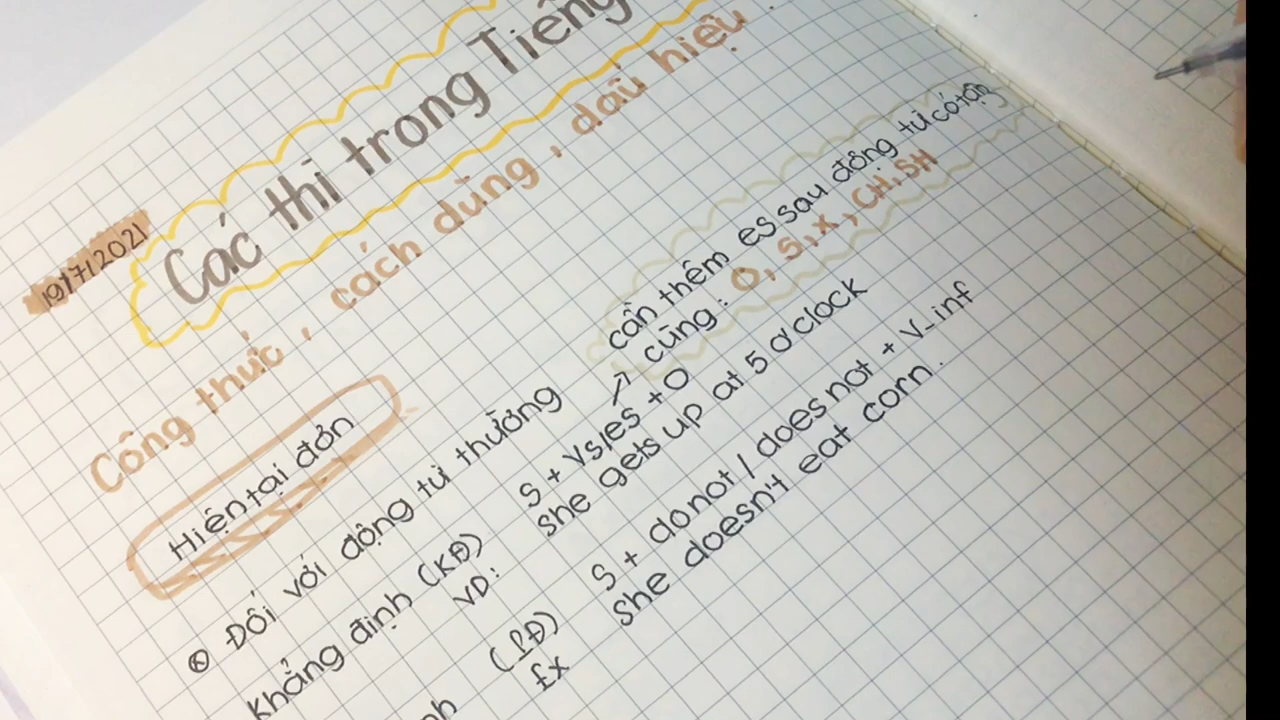 19/7/2021
Các thì trong Tiếng
Công thức, cách dùng, dấu hiệu
Hiện tại đơn
Đối với động từ thường
cần thêm es sau động từ có tận
cùng: O, S, X, CH, SH
Khẳng định (KĐ) S + Vs/es + O
VD: She gets up at 5 o'clock
(PĐ) S + do not / does not + V_inf
Ex She doesn't eat corn.